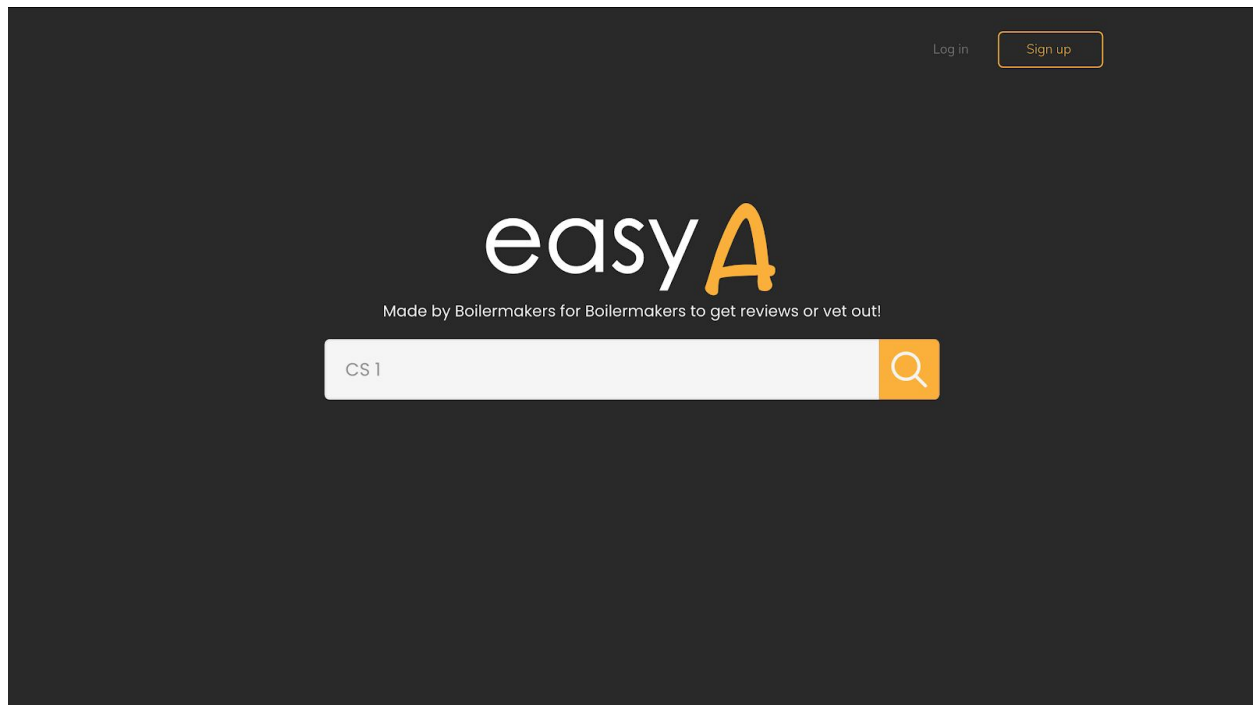 Log in Sign up
easyA
Made by Boilermakers for Boilermakers to get reviews or vet out!
CS 1